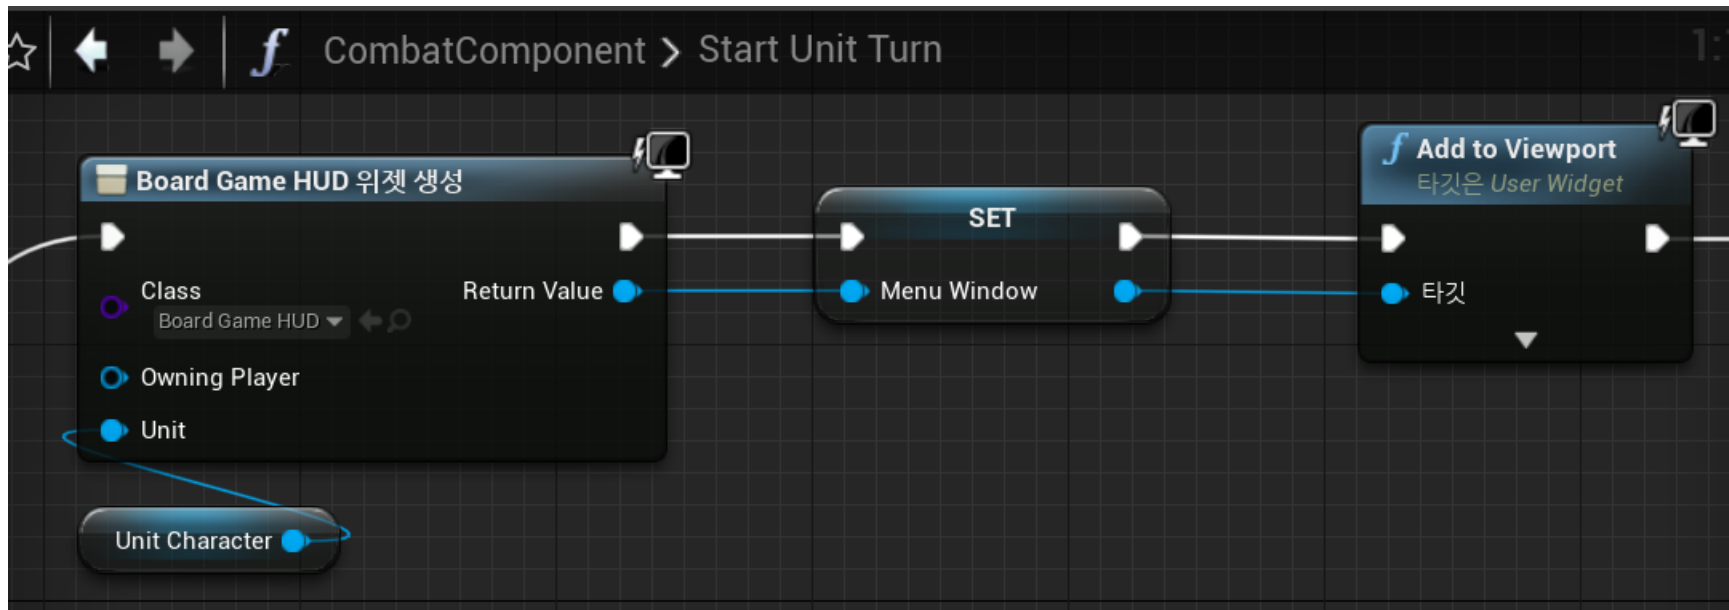 CombatComponent > Start Unit Turn
Board Game HUD 위젯 생성
Class
Board Game HUD
Return Value
Owning Player
Unit
Unit Character
SET
Menu Window
Add to Viewport
타깃은 User Widget
타깃